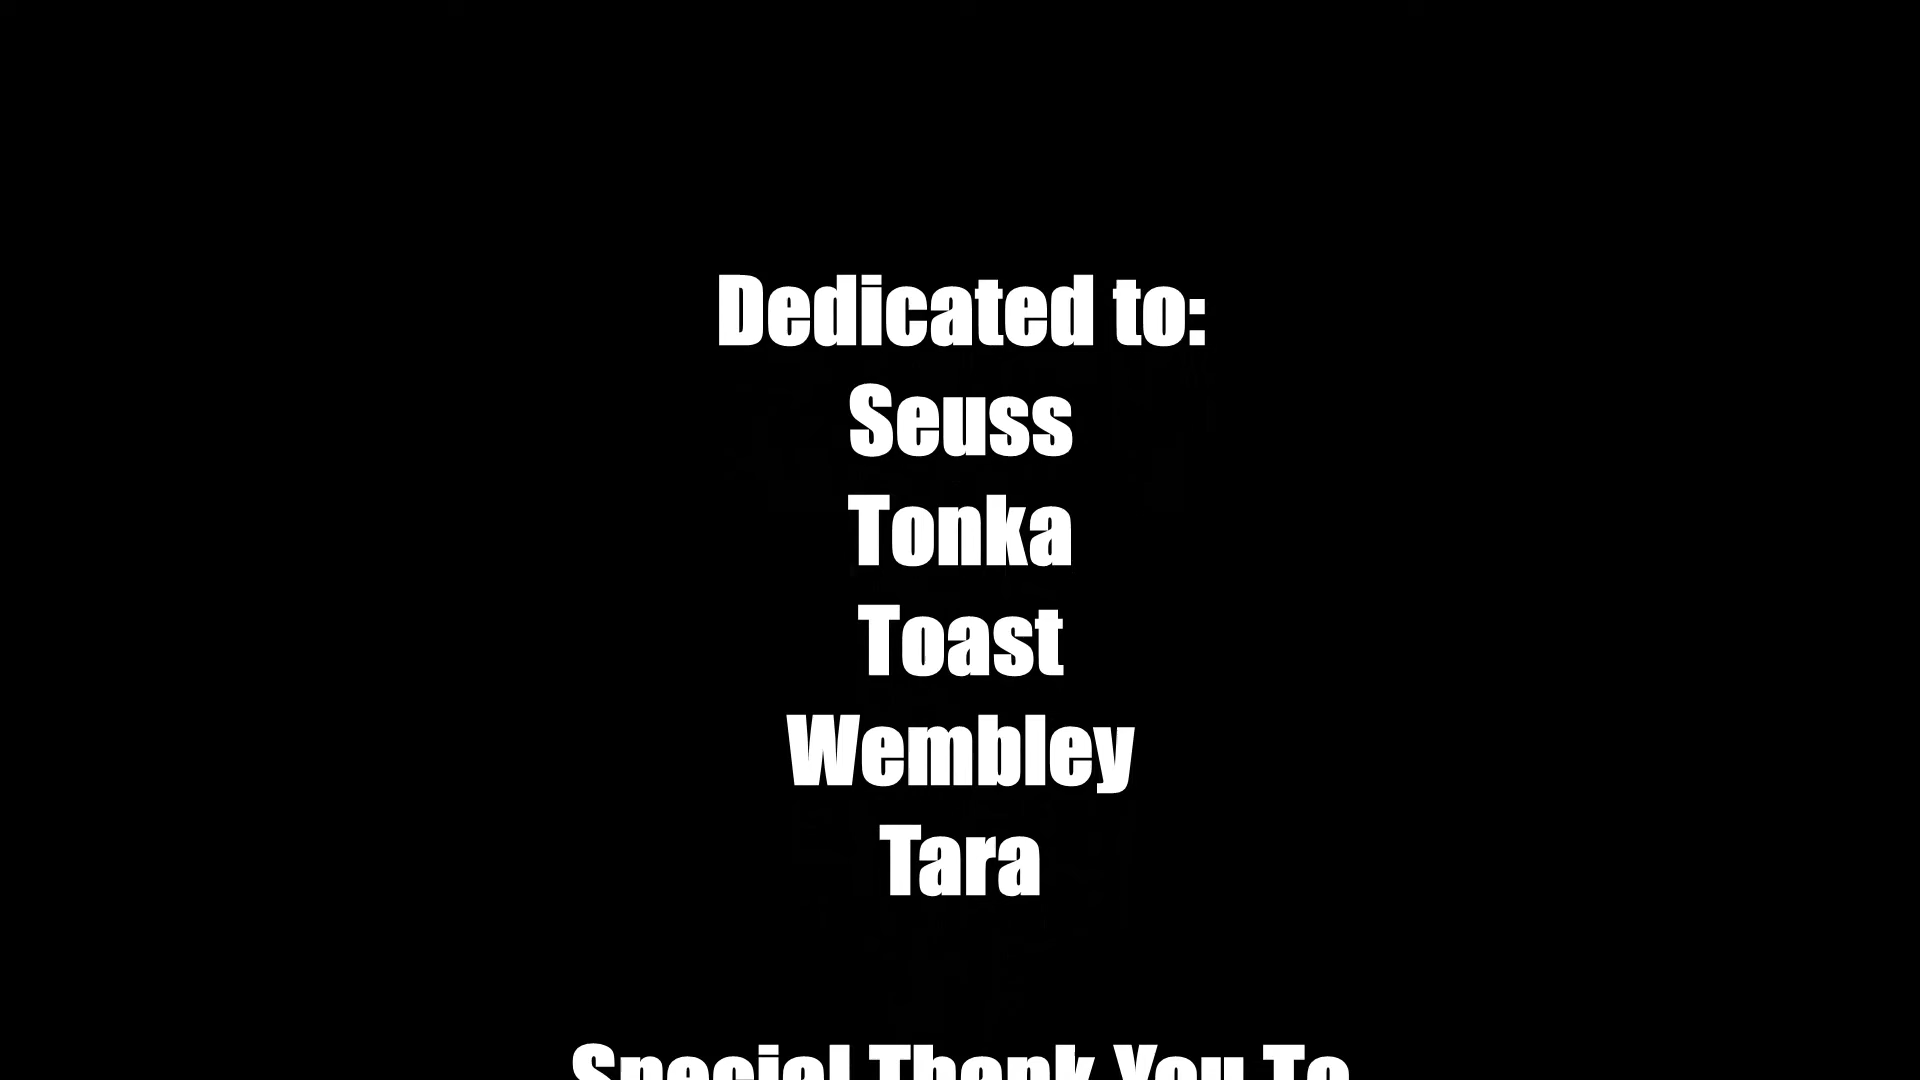 Dedicated to:
Seuss
Tonka
Toast
Wembley
Tara
Special Thank You To